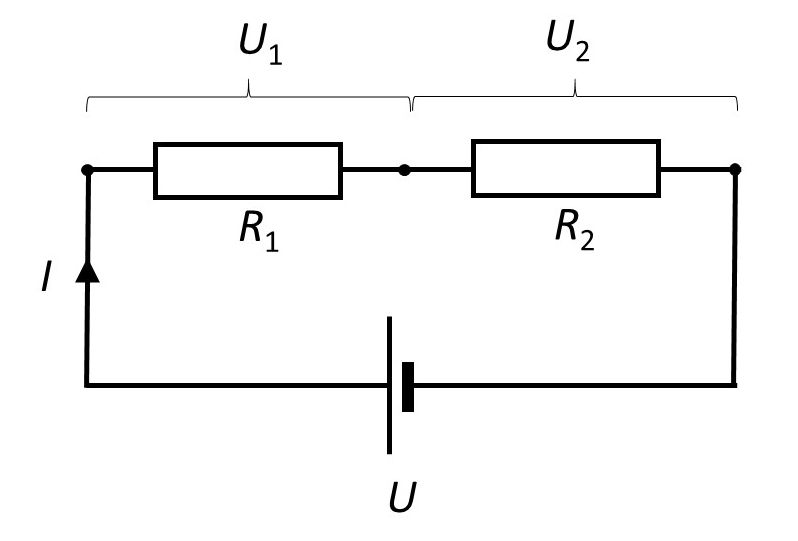 U₁ U₂
R₁ R₂
I
U